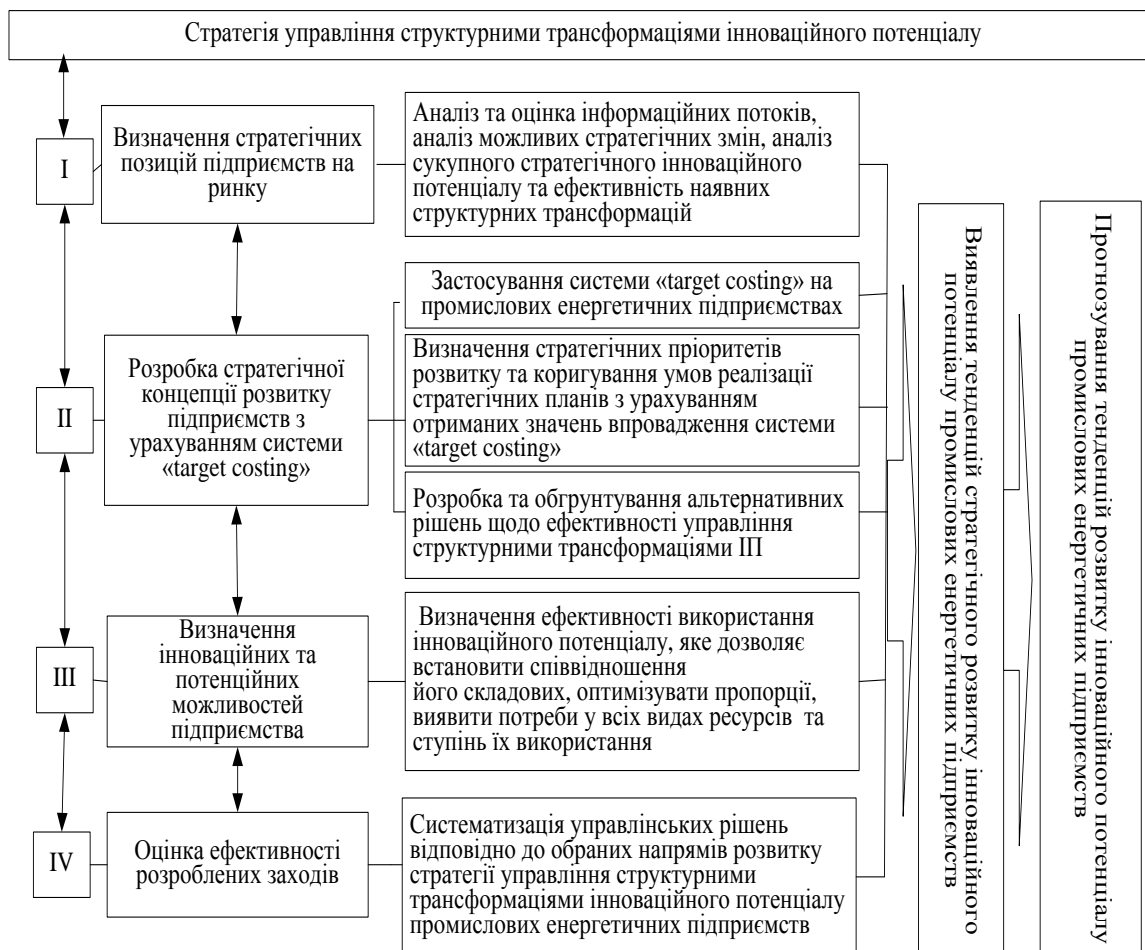 Стратегія управління структурними трансформаціями інноваційного потенціалу
I
Визначення стратегічних
позицій підприємств на
ринку
Аналіз та оцінка інформаційних потоків,
аналіз можливих стратегічних змін, аналіз
сукупного стратегічного інноваційного
потенціалу та ефективність наявних
структурних трансформацій
II
Розробка стратегічної
концепції розвитку
підприємств з
урахуванням системи
«target costing»
Застосування системи «target costing» на
промислових енергетичних підприємствах
Визначення стратегічних пріоритетів
розвитку та коригування умов реалізації
стратегічних планів з урахуванням
отриманих значень впровадження системи
«target costing»
Розробка та обгрунтування альтернативних
рішень щодо ефективності управління
структурними трансформаціями ІП
III
Визначення
інноваційних та
потенційних
можливостей
підприємства
Визначення ефективності використання
інноваційного потенціалу, яке дозволяє
встановити співвідношення
його складових, оптимізувати пропорції,
виявити потреби у всіх видах ресурсів та
ступінь їх використання
IV
Оцінка ефективності
розроблених заходів
Систематизація управлінських рішень
відповідно до обраних напрямів розвитку
стратегії управління структурними
трансформаціями інноваційного потенціалу
промислових енергетичних підприємств
Виявлення тенденцій стратегічного розвитку інноваційного
потенціалу промислових енергетичних підприємств
Прогнозування тенденцій розвитку інноваційного потенціалу
промислових енергетичних підприємств